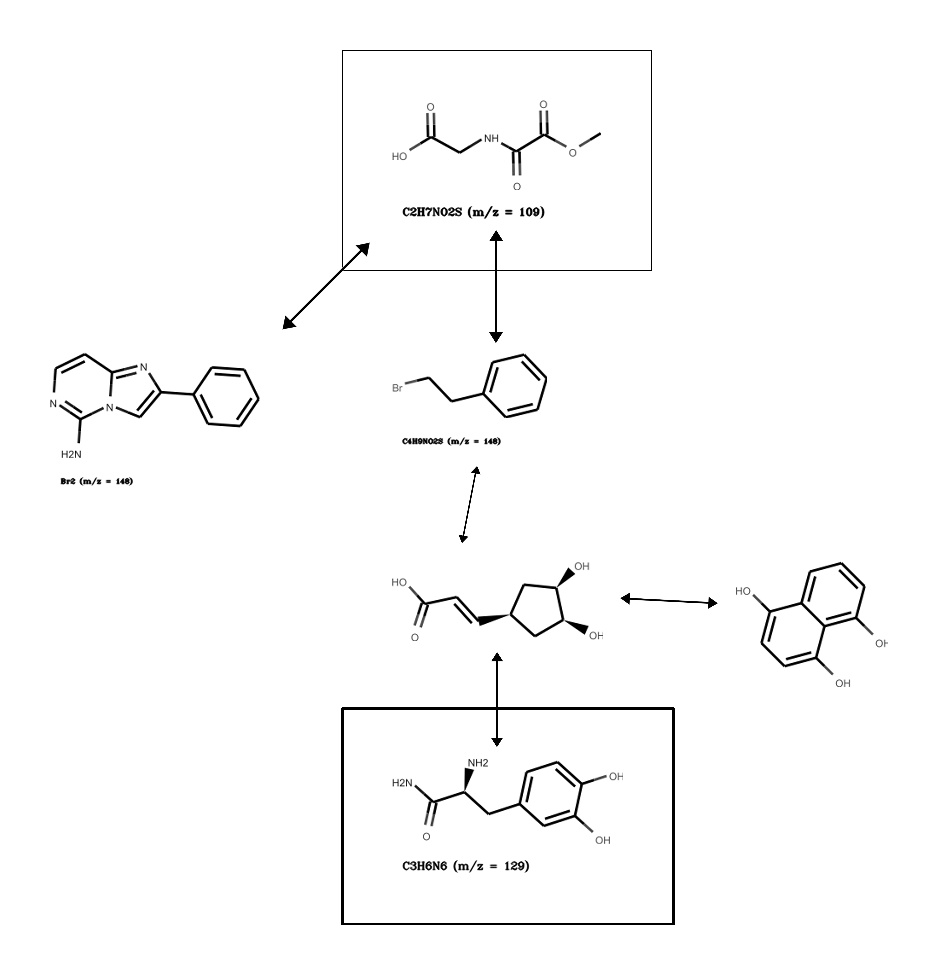 O
O
NH
HO
O
O
C2H7NO2S (m/z = 109)
N
N
N
H2N
Br2 (m/z = 148)
Br
C4H9NO2S (m/z = 148)
HO
O
OH
OH
HO
OH
OH
NH2
H2N
O
OH
OH
C3H6N6 (m/z = 129)